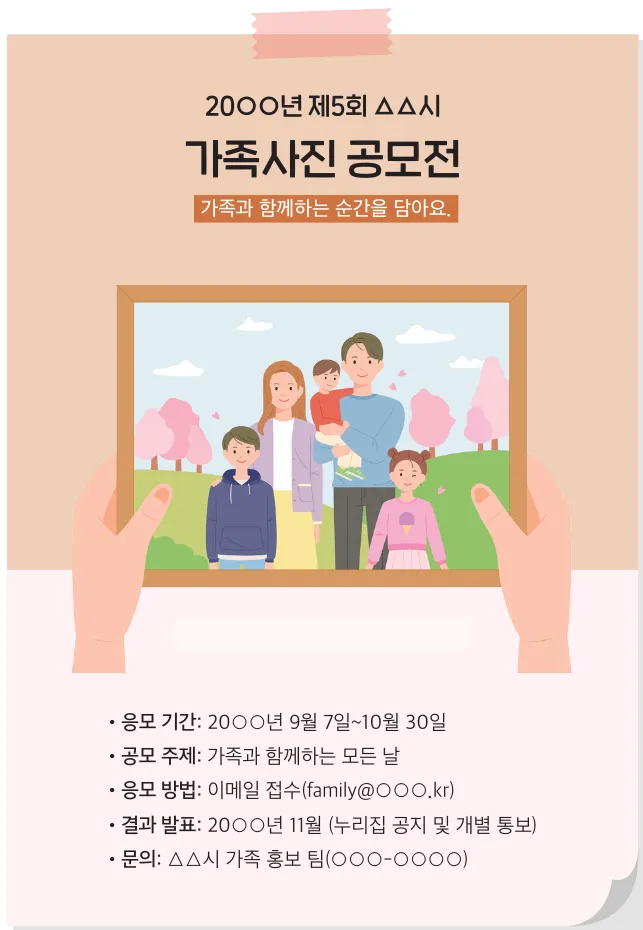 20○○년 제5회 △△시
가족사진 공모전
가족과 함께하는 순간을 담아요.
• 응모 기간: 20○○년 9월 7일~10월 30일
• 공모 주제: 가족과 함께하는 모든 날
• 응모 방법: 이메일 접수(family@○○○.kr)
• 결과 발표: 20○○년 11월 (누리집 공지 및 개별 통보)
• 문의: △△시 가족 홍보 팀(○○○-○○○○)